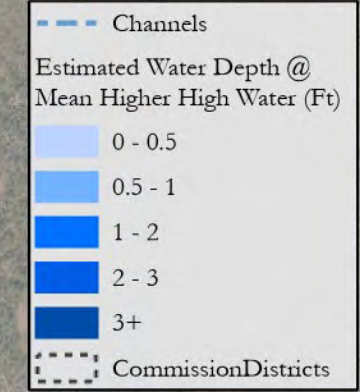 Channels
Estimated Water Depth @
Mean Higher High Water (Ft)
0 - 0.5
0.5 - 1
1 - 2
2 - 3
3+
CommissionDistricts